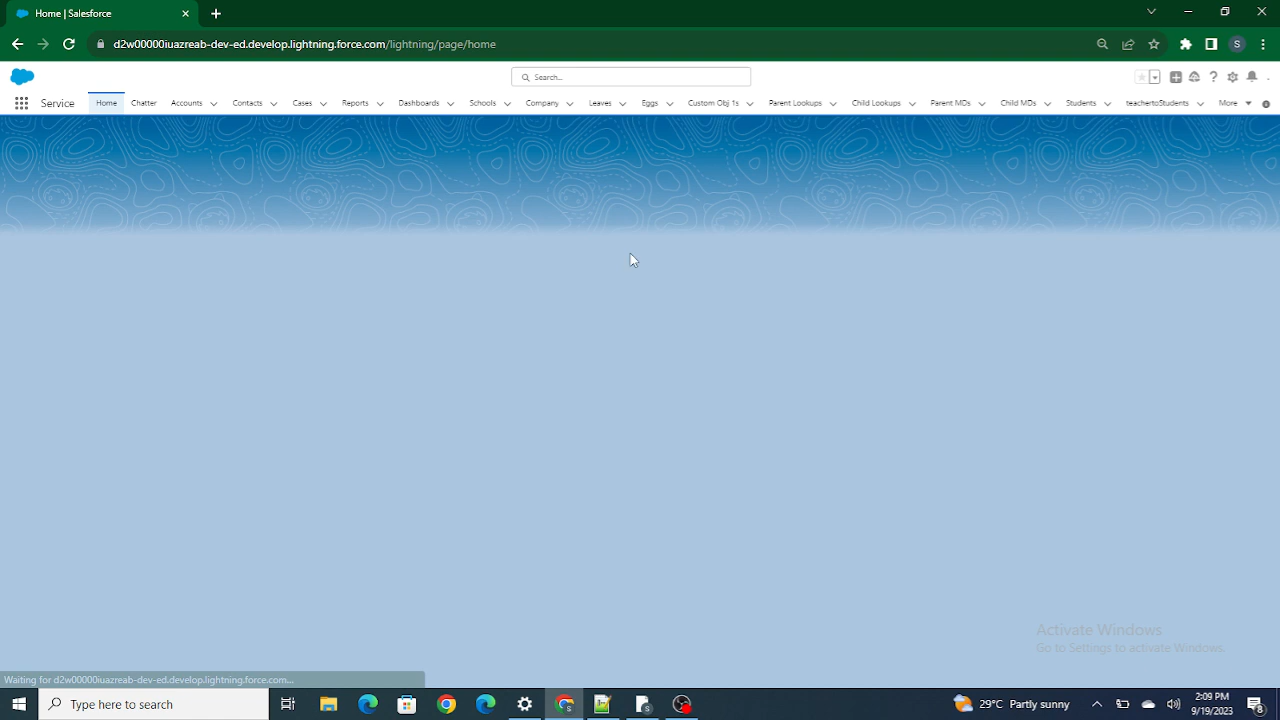 Home | Salesforce
d2w00000iuazreab-dev-ed.develop.lightning.force.com/lightning/page/home
S
Search...
Service
Home
Chatter
Accounts
Contacts
Cases
Reports
Dashboards
Schools
Company
Leaves
Eggs
Custom Obj 1s
Parent Lookups
Child Lookups
Parent MDs
Child MDs
Students
teachertoStudents
More
Activate Windows
Go to Settings to activate Windows.
Waiting for d2w00000iuazreab-dev-ed.develop.lightning.force.com...
Type here to search
29°C Partly sunny
2:09 PM
9/19/2023
8